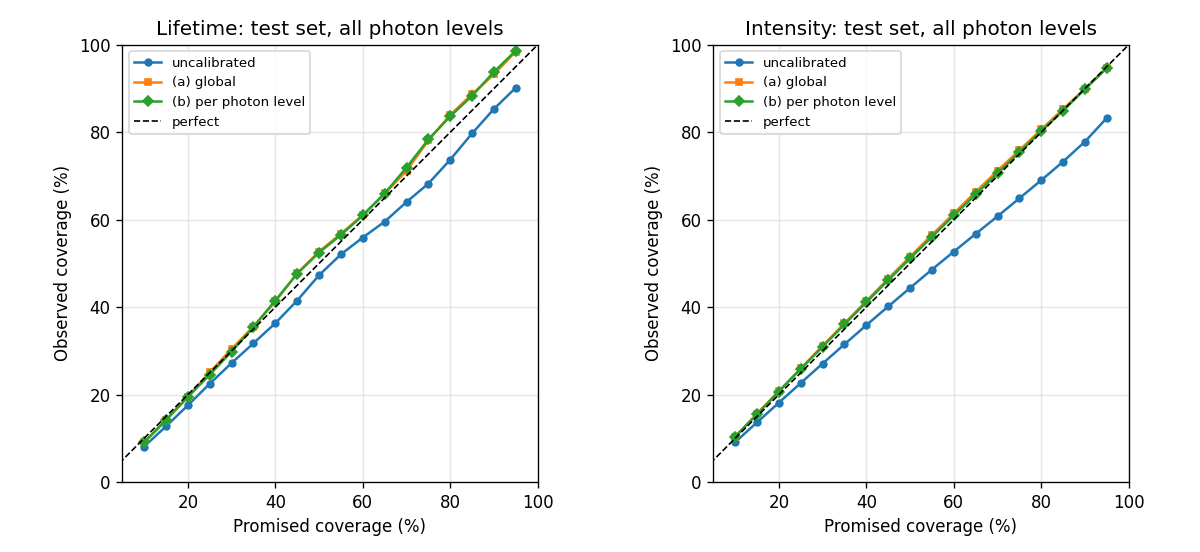 Lifetime: test set, all photon levels
100
80
60
40
20
0
Observed coverage (%)
uncalibrated
(a) global
(b) per photon level
perfect
20 40 60 80 100
Promised coverage (%)
Intensity: test set, all photon levels
100
80
60
40
20
0
Observed coverage (%)
uncalibrated
(a) global
(b) per photon level
perfect
20 40 60 80 100
Promised coverage (%)